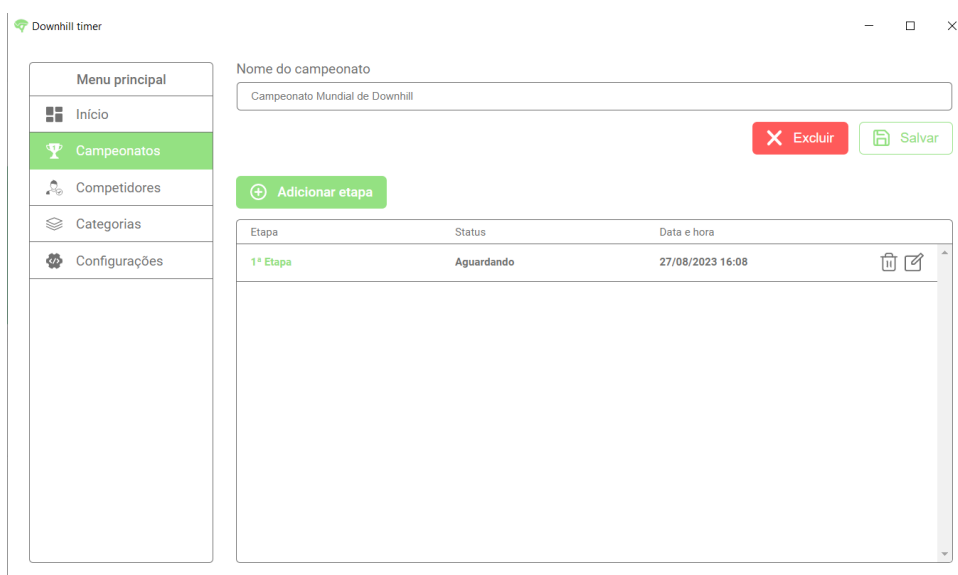 Downhill timer
Menu principal
Início
Campeonatos
Competidores
Categorias
Configurações
Nome do campeonato
Campeonato Mundial de Downhill
Excluir
Salvar
Adicionar etapa
Etapa Status Data e hora
1ª Etapa Aguardando 27/08/2023 16:08